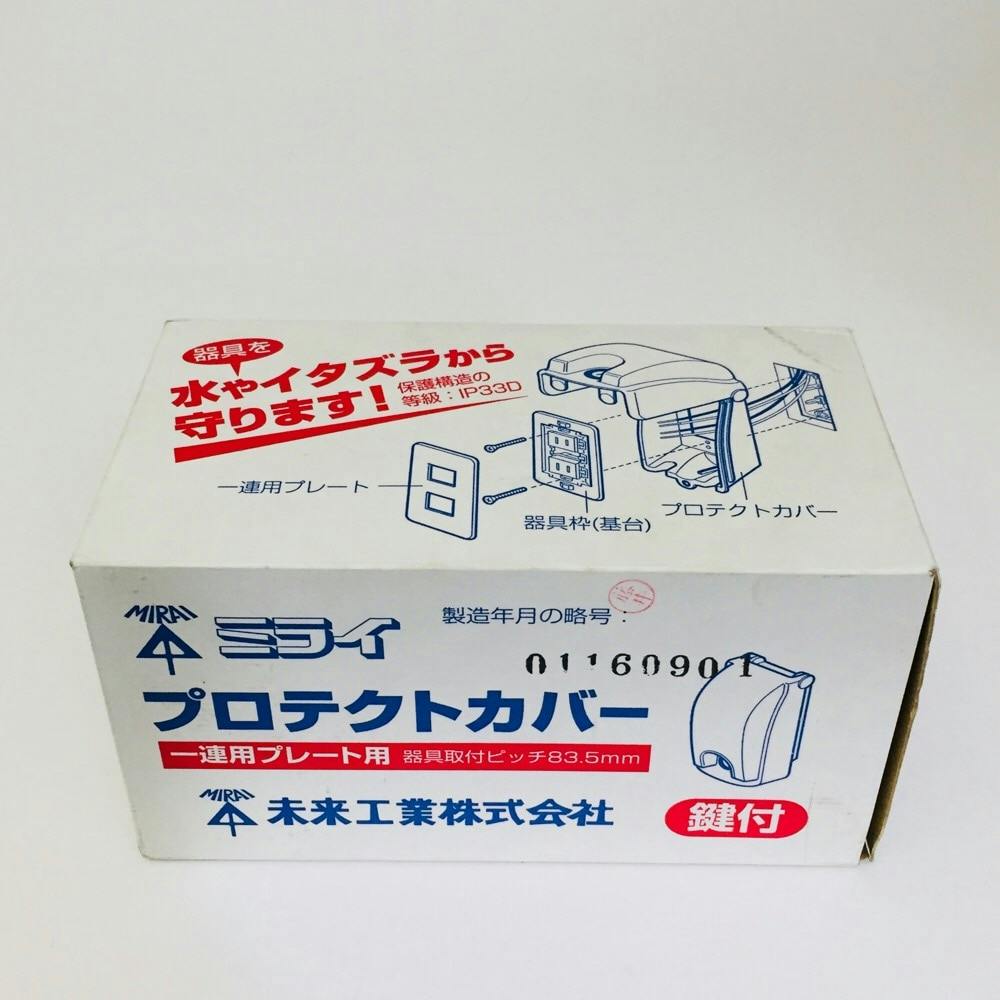 器具を
水やイタズラから
守ります!
保護構造の
等級:IP33D
一連用プレート
器具枠(基台)
プロテクトカバー
MIRAI
ミライ
製造年月の略号:
01160901
プロテクトカバー
一連用プレート用 器具取付ピッチ83.5mm
MIRAI
未来工業株式会社
鍵付